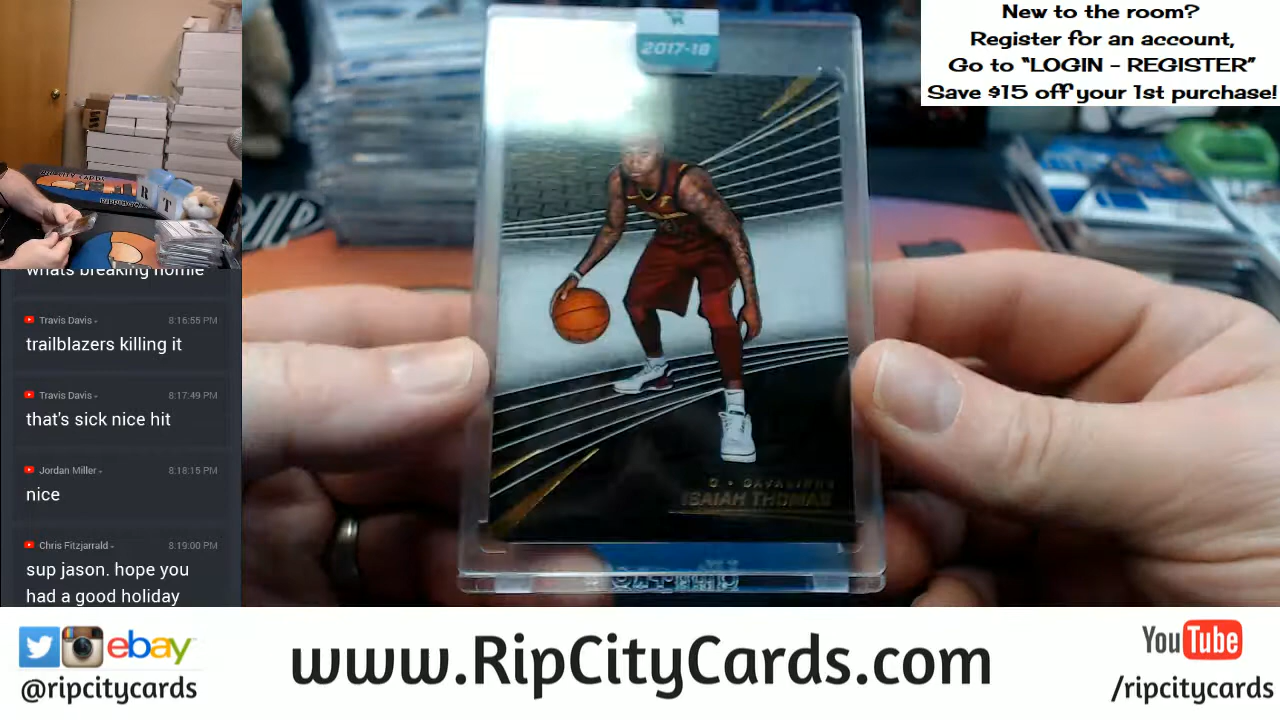 New to the room?
Register for an account,
Go to "LOGIN - REGISTER"
Save $15 off your 1st purchase!
2017-18
whats breaking homie
Travis Davis
8:16:55 PM
trailblazers killing it
Travis Davis
8:17:49 PM
that's sick nice hit
Jordan Miller
8:18:15 PM
nice
Chris Fitzjarrald
8:19:00 PM
sup jason. hope you
had a good holiday
G • CAVALIERS
ISAIAH THOMAS
ebay
@ripcitycards
www.RipCityCards.com
YouTube
/ripcitycards